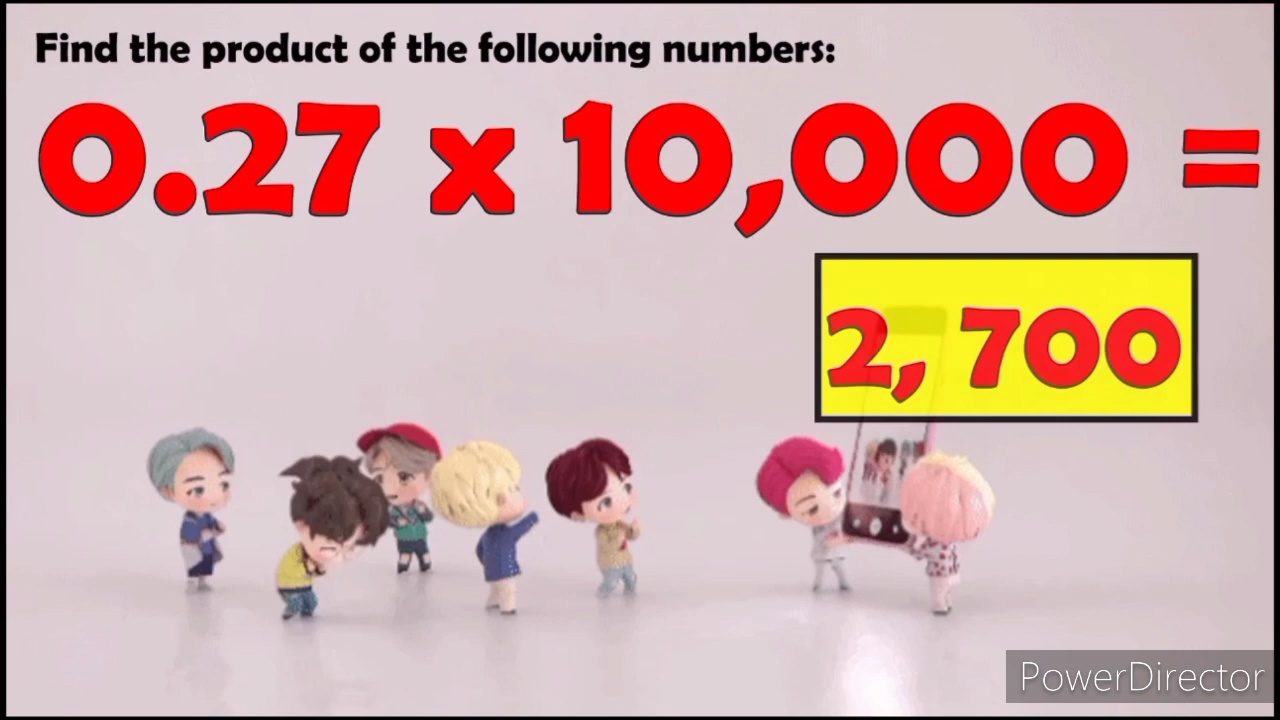 Find the product of the following numbers:
0.27 x 10,000 =
2, 700
PowerDirector